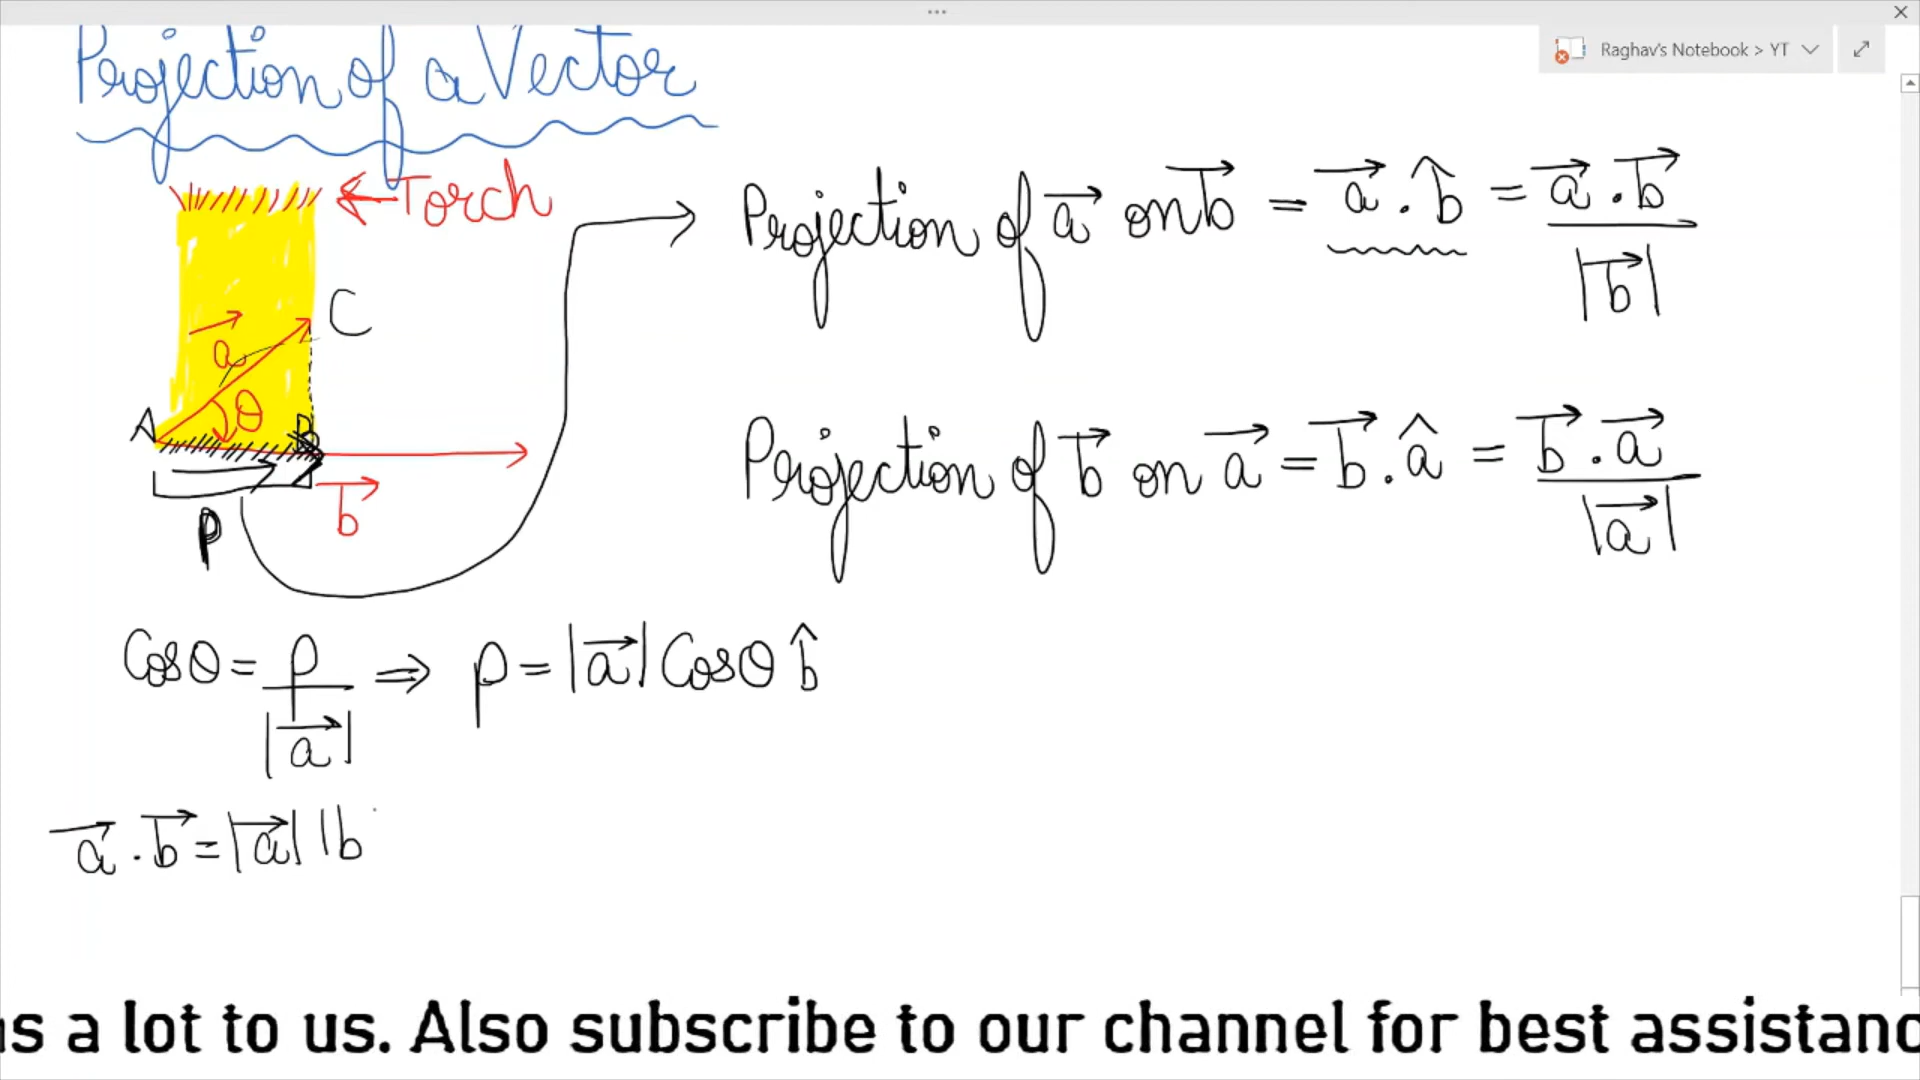 Raghav's Notebook > YT
Projection of a Vector
← Torch
C
a⃗
θ
A
B
b⃗
p
Projection of a⃗ on b⃗ = a⃗ . b̂ = a⃗ . b⃗ / |b⃗|
Projection of b⃗ on a⃗ = b⃗ . â = b⃗ . a⃗ / |a⃗|
Cosθ = p / |a⃗| ⇒ p = |a⃗| Cosθ b̂
a⃗ . b⃗ = |a⃗| |b
ns a lot to us. Also subscribe to our channel for best assistanc